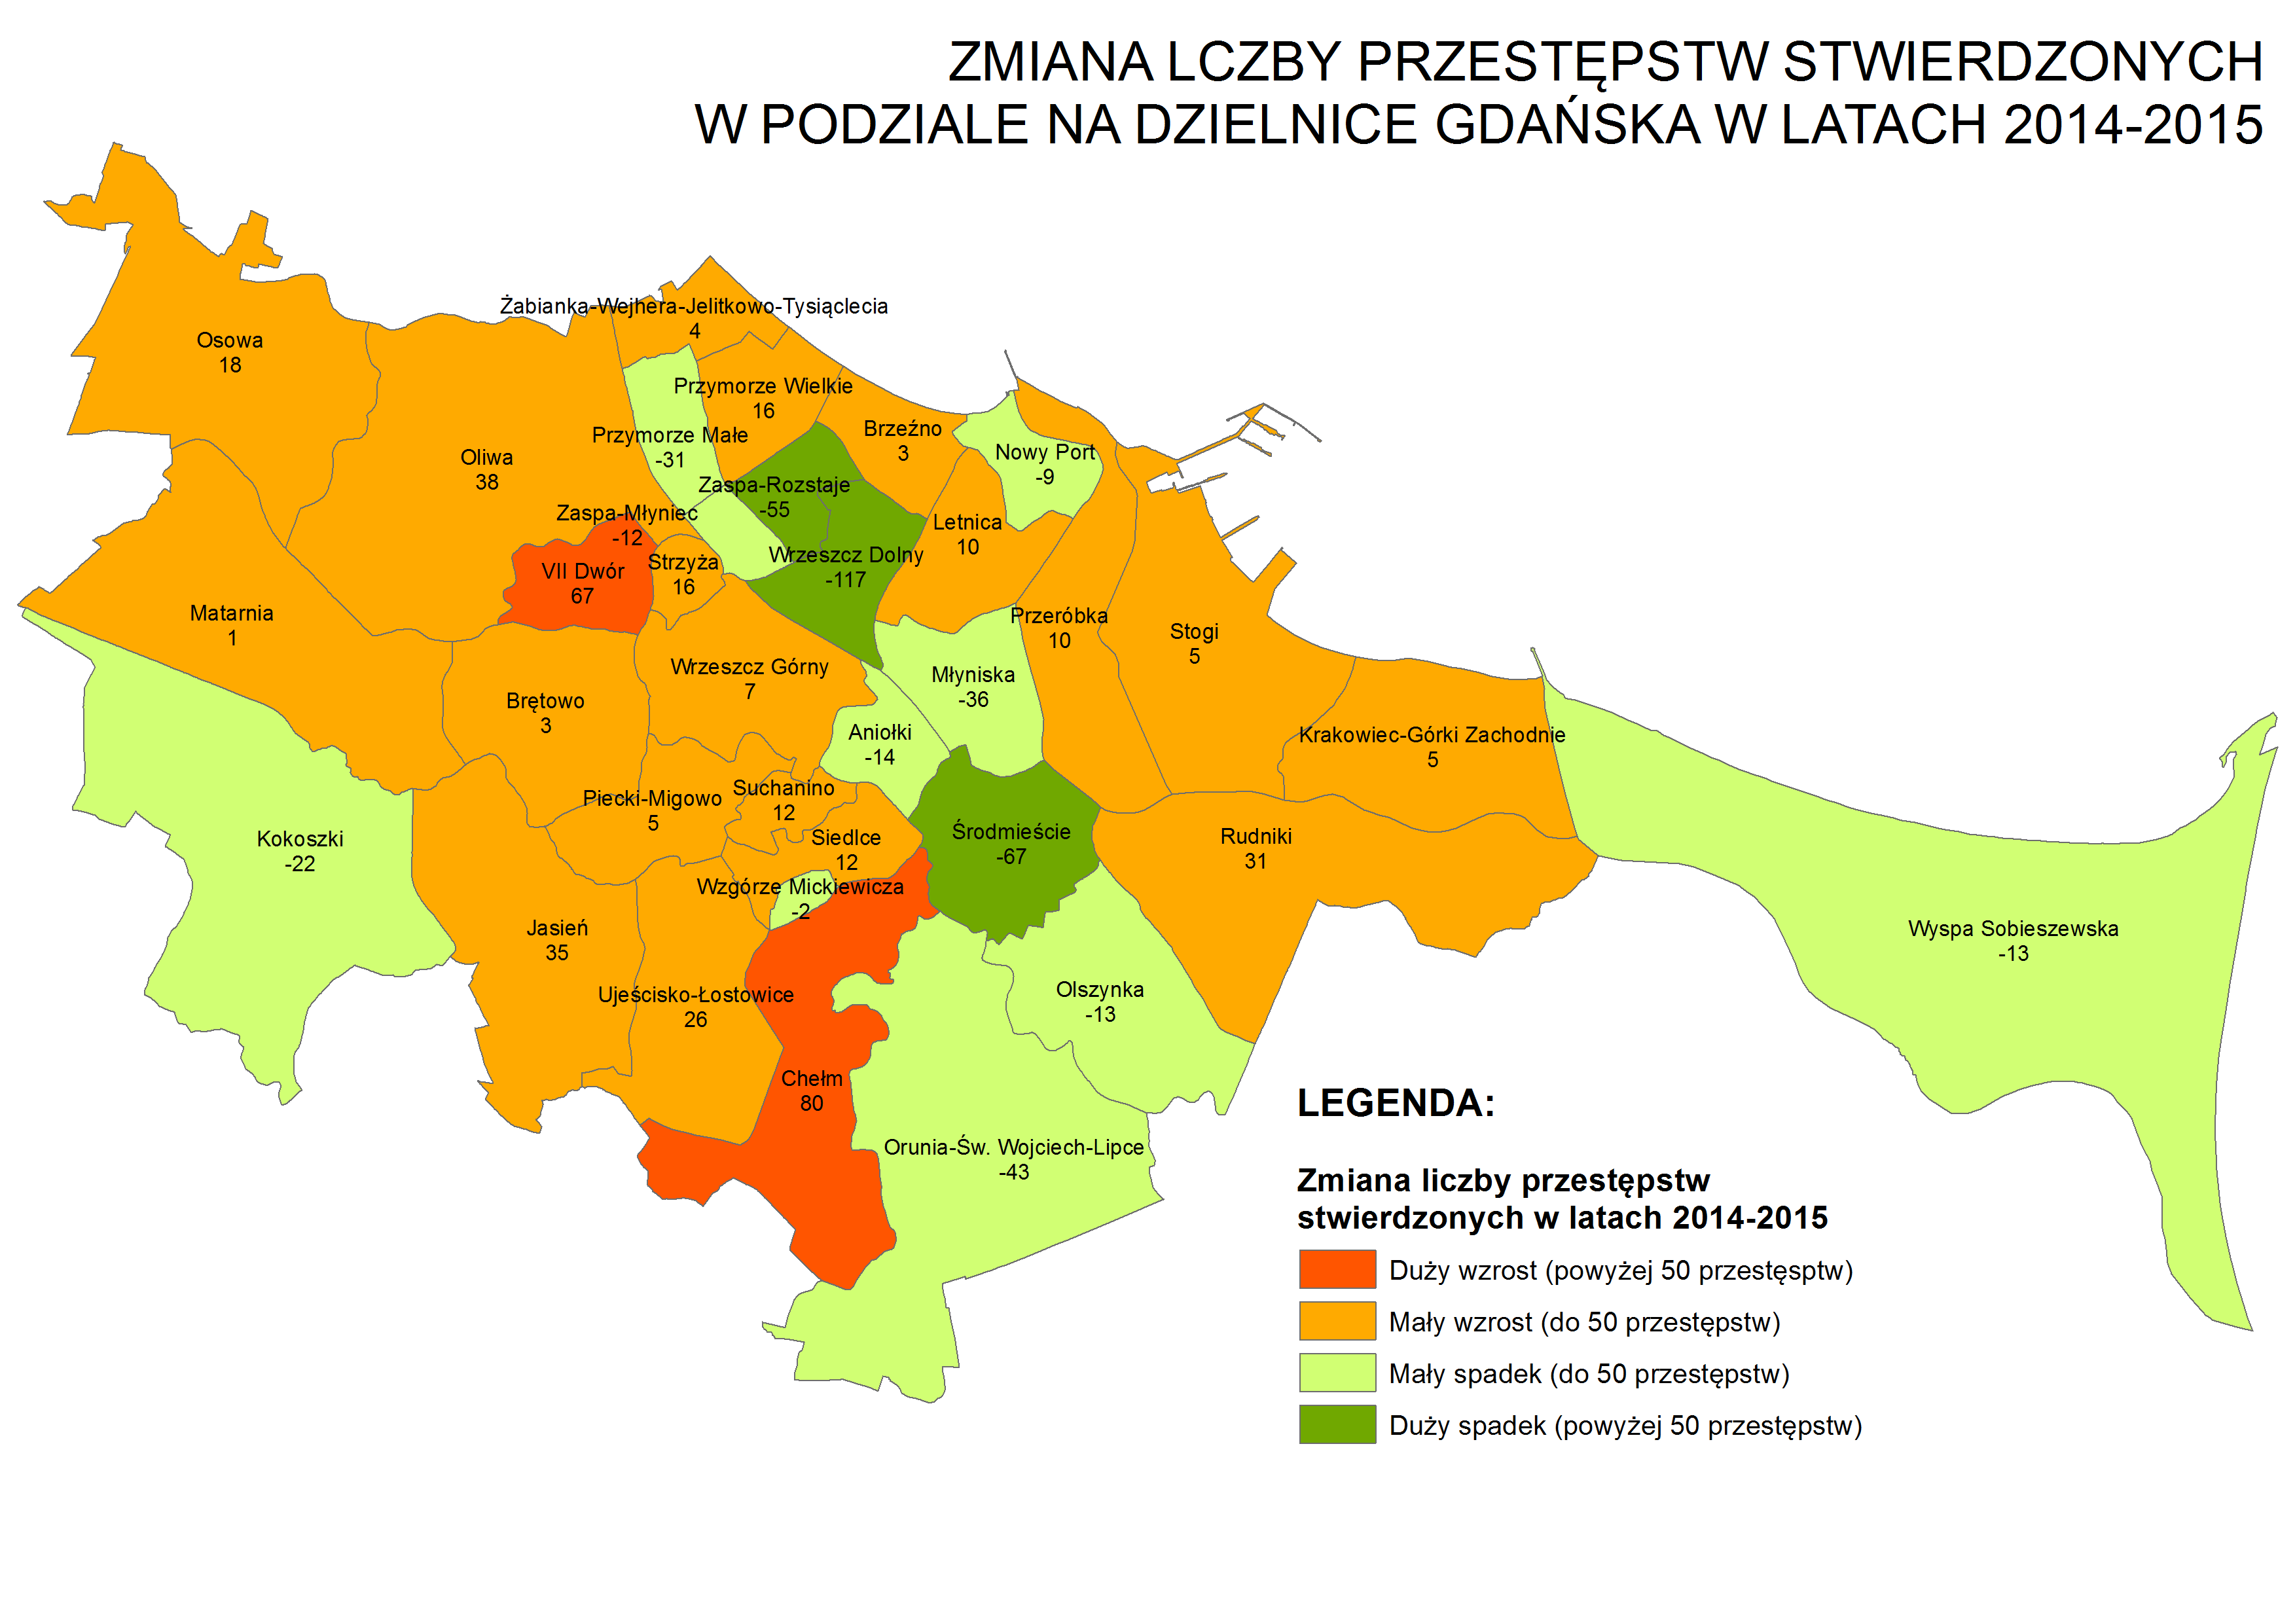 ZMIANA LCZBY PRZESTĘPSTW STWIERDZONYCH
W PODZIALE NA DZIELNICE GDAŃSKA W LATACH 2014-2015
Żabianka-Wejhera-Jelitkowo-Tysiąclecia
4
Osowa
18
Przymorze Wielkie
16
Przymorze Małe
-31
Brzeźno
3
Nowy Port
-9
Oliwa
38
Zaspa-Rozstaje
-55
Zaspa-Młyniec
-12
Letnica
10
Wrzeszcz Dolny
-117
Strzyża
16
VII Dwór
67
Matarnia
1
Przeróbka
10
Stogi
5
Wrzeszcz Górny
7
Młyniska
-36
Brętowo
3
Aniołki
-14
Krakowiec-Górki Zachodnie
5
Suchanino
12
Piecki-Migowo
5
Siedlce
12
Środmieście
-67
Rudniki
31
Kokoszki
-22
Wzgórze Mickiewicza
-2
Jasień
35
Wyspa Sobieszewska
-13
Ujeścisko-Łostowice
26
Olszynka
-13
Chełm
80
Orunia-Św. Wojciech-Lipce
-43
LEGENDA:
Zmiana liczby przestępstw
stwierdzonych w latach 2014-2015
Duży wzrost (powyżej 50 przestęsptw)
Mały wzrost (do 50 przestępstw)
Mały spadek (do 50 przestępstw)
Duży spadek (powyżej 50 przestępstw)